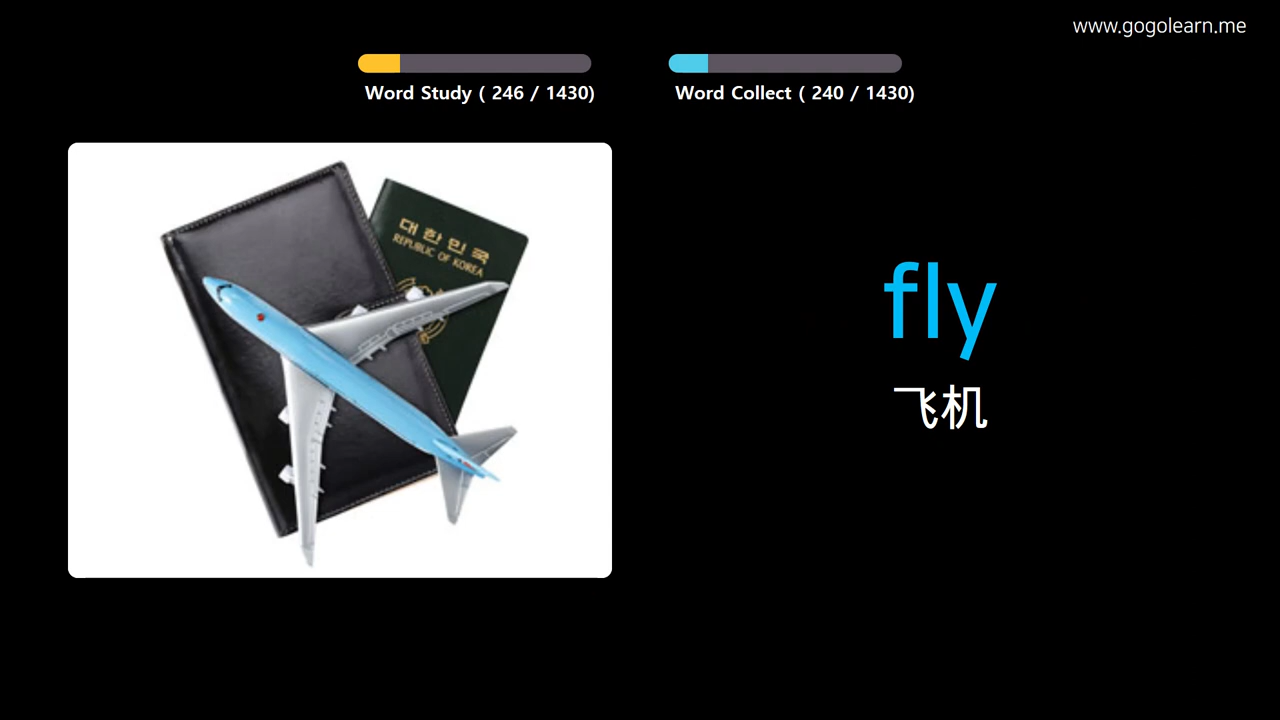 www.gogolearn.me
Word Study ( 246 / 1430)
Word Collect ( 240 / 1430)
대한민국
REPUBLIC OF KOREA
fly
飞机